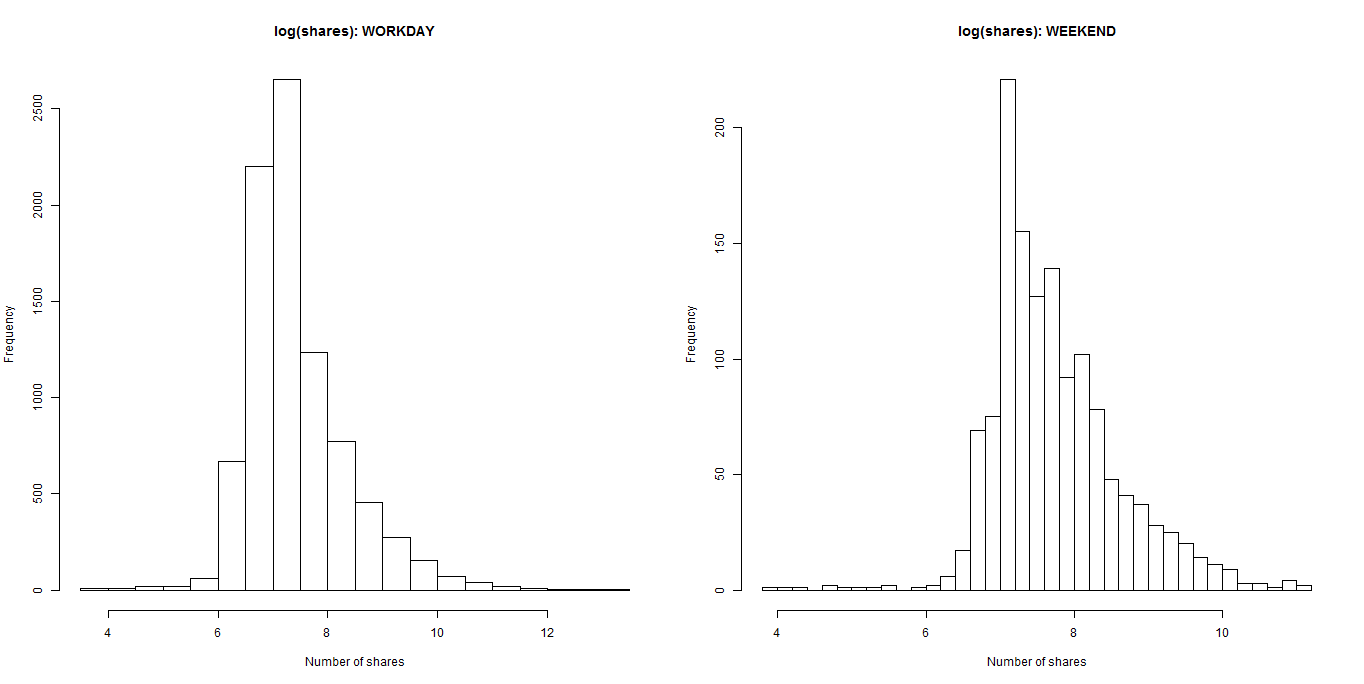 log(shares): WORKDAY
Frequency
2500
2000
1500
1000
500
0
4 6 8 10 12
Number of shares
log(shares): WEEKEND
Frequency
200
150
100
50
0
4 6 8 10
Number of shares